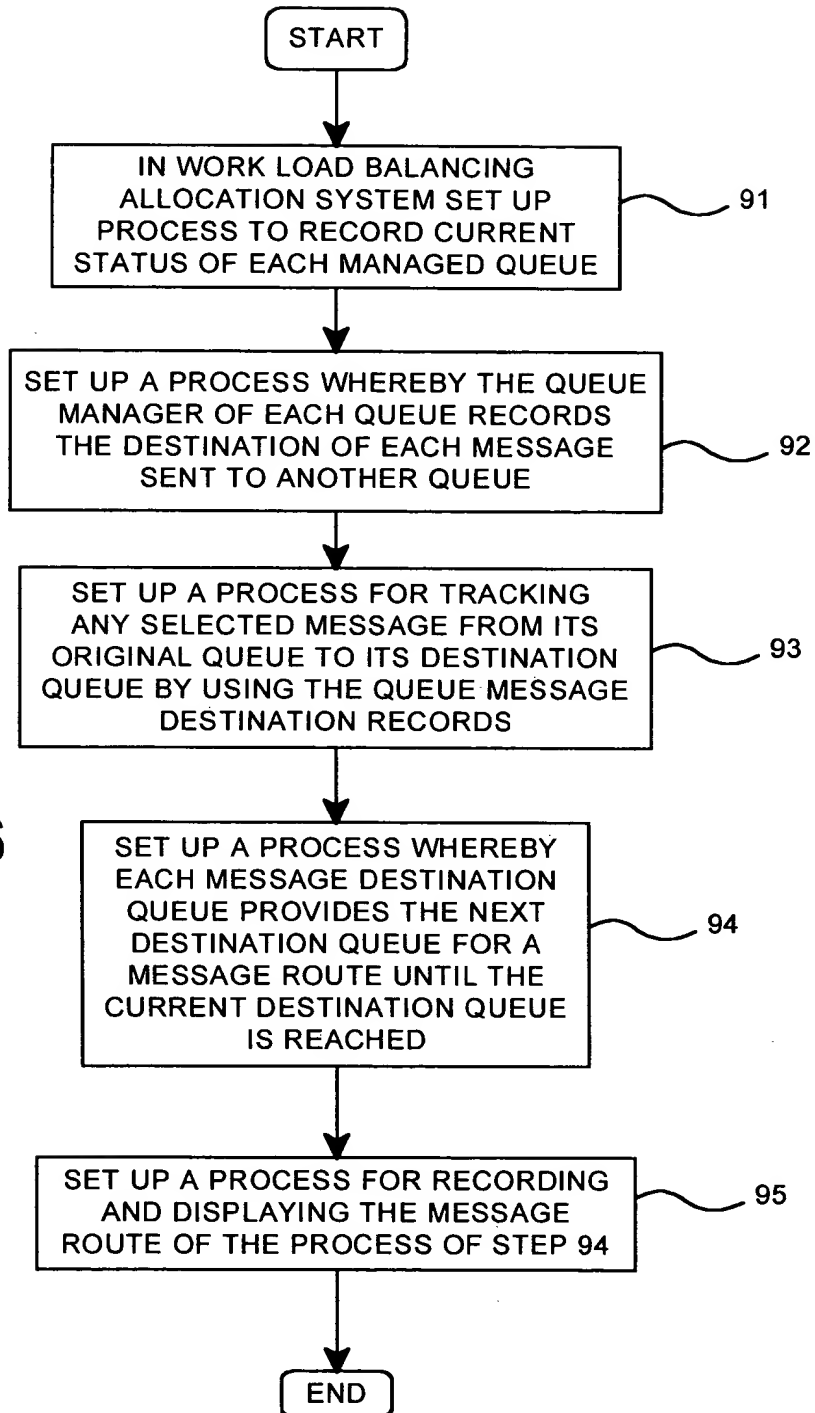 START
IN WORK LOAD BALANCING
ALLOCATION SYSTEM SET UP
PROCESS TO RECORD CURRENT
STATUS OF EACH MANAGED QUEUE
91
SET UP A PROCESS WHEREBY THE QUEUE
MANAGER OF EACH QUEUE RECORDS
THE DESTINATION OF EACH MESSAGE
SENT TO ANOTHER QUEUE
92
SET UP A PROCESS FOR TRACKING
ANY SELECTED MESSAGE FROM ITS
ORIGINAL QUEUE TO ITS DESTINATION
QUEUE BY USING THE QUEUE MESSAGE
DESTINATION RECORDS
93
SET UP A PROCESS WHEREBY
EACH MESSAGE DESTINATION
QUEUE PROVIDES THE NEXT
DESTINATION QUEUE FOR A
MESSAGE ROUTE UNTIL THE
CURRENT DESTINATION QUEUE
IS REACHED
94
SET UP A PROCESS FOR RECORDING
AND DISPLAYING THE MESSAGE
ROUTE OF THE PROCESS OF STEP 94
95
END